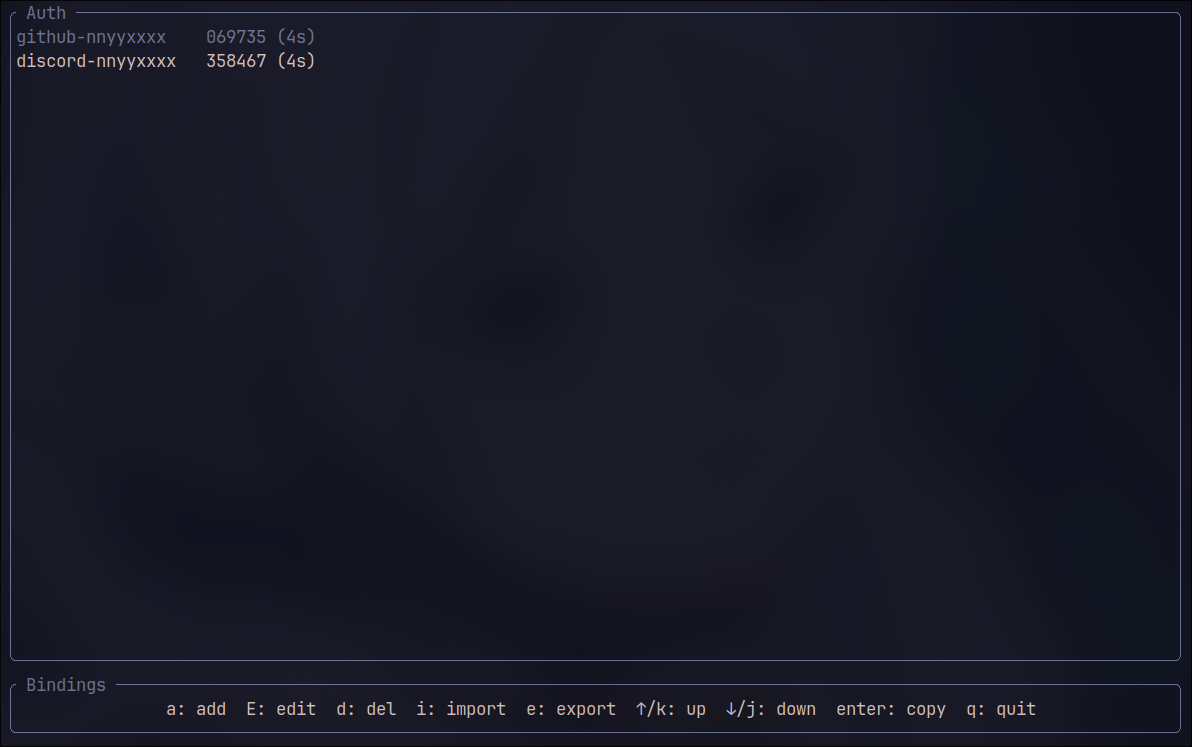 Auth
github-nnyyxxxx 069735 (4s)
discord-nnyyxxxx 358467 (4s)
Bindings
a: add E: edit d: del i: import e: export ↑/k: up ↓/j: down enter: copy q: quit